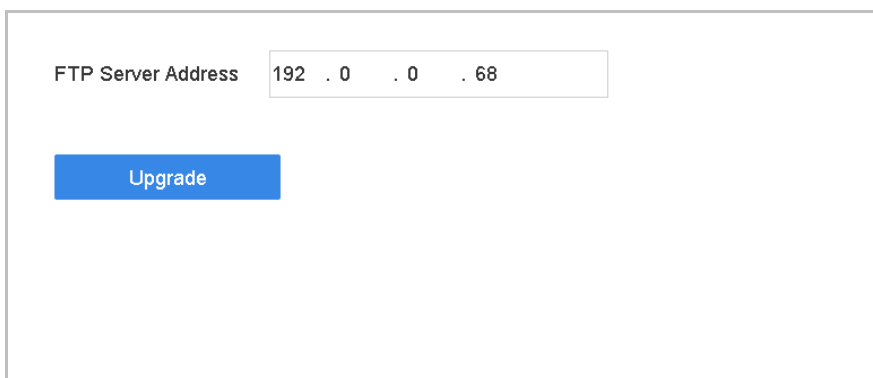 FTP Server Address 192 . 0 . 0 . 68
Upgrade